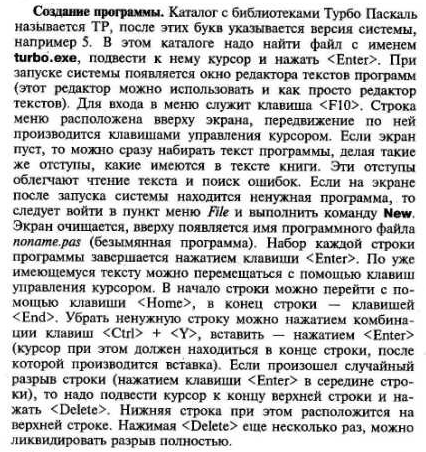 Создание программы. Каталог с библиотеками Турбо Паскаль
называется TP, после этих букв указывается версия системы,
например 5. В этом каталоге надо найти файл с именем
turbo.exe, подвести к нему курсор и нажать <Enter>. При
запуске системы появляется окно редактора текстов программ
(этот редактор можно использовать и как просто редактор
текстов). Для входа в меню служит клавиша <F10>. Строка
меню расположена вверху экрана, передвижение по ней
производится клавишами управления курсором. Если экран
пуст, то можно сразу набирать текст программы, делая такие
же отступы, какие имеются в тексте книги. Эти отступы
облегчают чтение текста и поиск ошибок. Если на экране
после запуска системы находится ненужная программа, то
следует войти в пункт меню File и выполнить команду New.
Экран очищается, вверху появляется имя программного файла
noname.pas (безымянная программа). Набор каждой строки
программы завершается нажатием клавиши <Enter>. По уже
имеющемуся тексту можно перемещаться с помощью клавиш
управления курсором. В начало строки можно перейти с по-
мощью клавиши <Home>, в конец строки — клавишей
<End>. Убрать ненужную строку можно нажатием комбина-
ции клавиш <Ctrl> + <Y>, вставить — нажатием <Enter>
(курсор при этом должен находиться в конце строки, после
которой производится вставка). Если произошел случайный
разрыв строки (нажатием клавиши <Enter> в середине стро-
ки), то надо подвести курсор к концу верхней строки и на-
жать <Delete>. Нижняя строка при этом расположится на
верхней строке. Нажимая <Delete> еще несколько раз, можно
ликвидировать разрыв полностью.